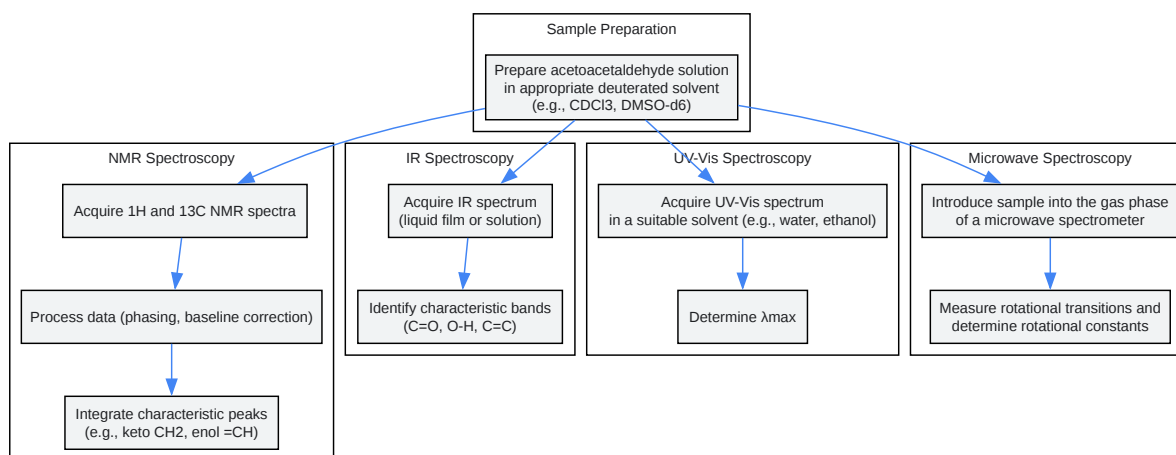 Sample Preparation
Prepare acetoacetaldehyde solution
in appropriate deuterated solvent
(e.g., CDCl3, DMSO-d6)
NMR Spectroscopy
Acquire 1H and 13C NMR spectra
Process data (phasing, baseline correction)
Integrate characteristic peaks
(e.g., keto CH2, enol =CH)
IR Spectroscopy
Acquire IR spectrum
(liquid film or solution)
Identify characteristic bands
(C=O, O-H, C=C)
UV-Vis Spectroscopy
Acquire UV-Vis spectrum
in a suitable solvent (e.g., water, ethanol)
Determine λmax
Microwave Spectroscopy
Introduce sample into the gas phase
of a microwave spectrometer
Measure rotational transitions and
determine rotational constants